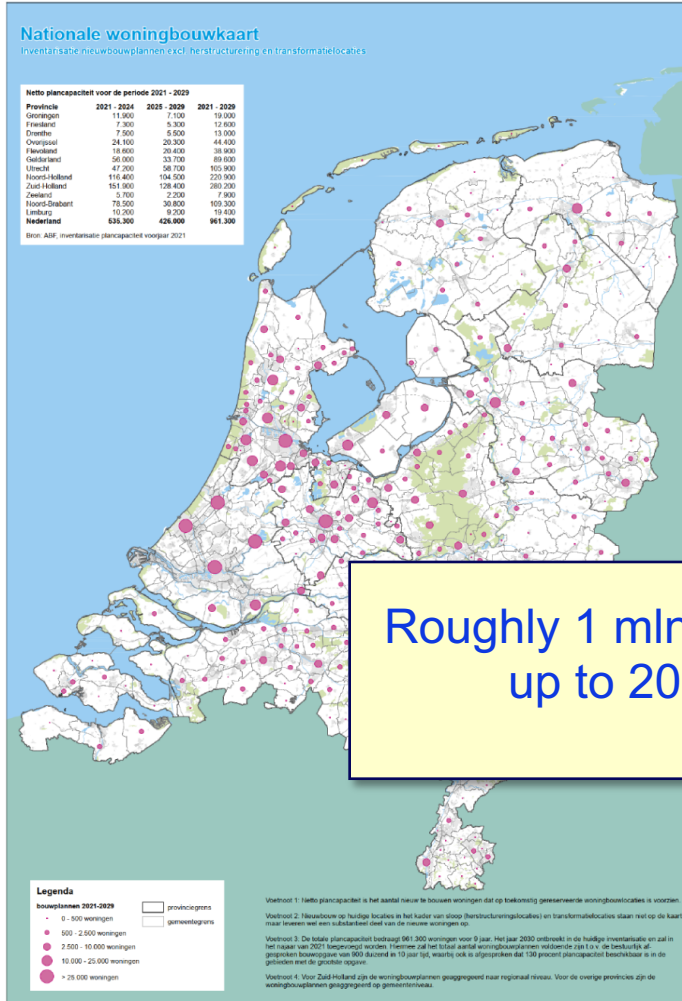 Nationale woningbouwkaart
Inventarisatie nieuwbouwplannen excl. herstructurering en transformatielocaties
Netto plancapaciteit voor de periode 2021 - 2029
Provincie 2021 - 2024 2025 - 2029 2021 - 2029
Groningen 11.900 7.100 19.000
Friesland 7.300 5.300 12.600
Drenthe 7.500 5.500 13.000
Overijssel 24.100 20.300 44.400
Flevoland 18.600 20.400 38.900
Gelderland 56.000 33.700 89.600
Utrecht 47.200 58.700 105.900
Noord-Holland 116.400 104.500 220.900
Zuid-Holland 151.900 128.400 280.200
Zeeland 5.700 2.200 7.900
Noord-Brabant 78.500 30.800 109.300
Limburg 10.200 9.200 19.400
Nederland 535.300 426.000 961.300
Bron: ABF, inventarisatie plancapaciteit voorjaar 2021
Roughly 1 mln
up to 20
Legenda
bouwplannen 2021-2029
0 - 500 woningen
500 - 2.500 woningen
2.500 - 10.000 woningen
10.000 - 25.000 woningen
> 25.000 woningen
provinciegrens
gemeentegrens
Voetnoot 1: Netto plancapaciteit is het aantal nieuw te bouwen woningen dat op toekomstig gereserveerde woningbouwlocaties is voorzien.
Voetnoot 2: Nieuwbouw op huidige locaties in het kader van sloop (herstructureringslocaties) en transformatielocaties staan niet op de kaart
maar leveren wel een substantieel deel van de nieuwe woningen op.
Voetnoot 3: De totale plancapaciteit bedraagt 961.300 woningen voor 9 jaar. Het jaar 2030 ontbreekt in de huidige inventarisatie en zal in
het najaar van 2021 toegevoegd worden. Hiermee zal het totaal aantal woningbouwplannen voldoende zijn t.o.v. de bestuurlijk af-
gesproken bouwopgave van 900 duizend in 10 jaar tijd, waarbij ook is afgesproken dat 130 procent plancapaciteit beschikbaar is in de
gebieden met de grootste opgave.
Voetnoot 4: Voor Zuid-Holland zijn de woningbouwplannen geaggregeerd naar regionaal niveau. Voor de overige provincies zijn de
woningbouwplannen geaggregeerd op gemeenteniveau.